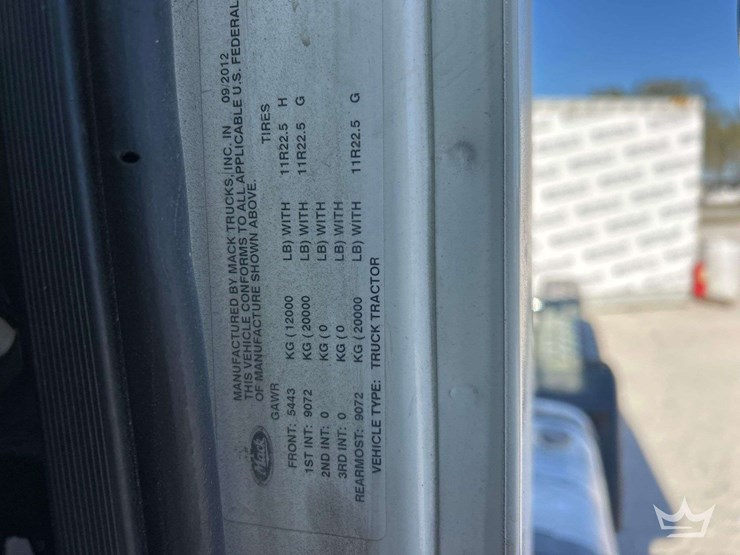 MANUFACTURED BY MACK TRUCKS, INC. IN 09/2012
THIS VEHICLE CONFORMS TO ALL APPLICABLE U.S. FEDERAL
OF MANUFACTURE SHOWN ABOVE.
GAWR TIRES
FRONT: 5443 KG (12000 LB) WITH 11R22.5 H
1ST INT: 9072 KG (20000 LB) WITH 11R22.5 G
2ND INT: 0 KG (0 LB) WITH
3RD INT: 0 KG (0 LB) WITH
REARMOST: 9072 KG (20000 LB) WITH 11R22.5 G
VEHICLE TYPE: TRUCK TRACTOR
Mack